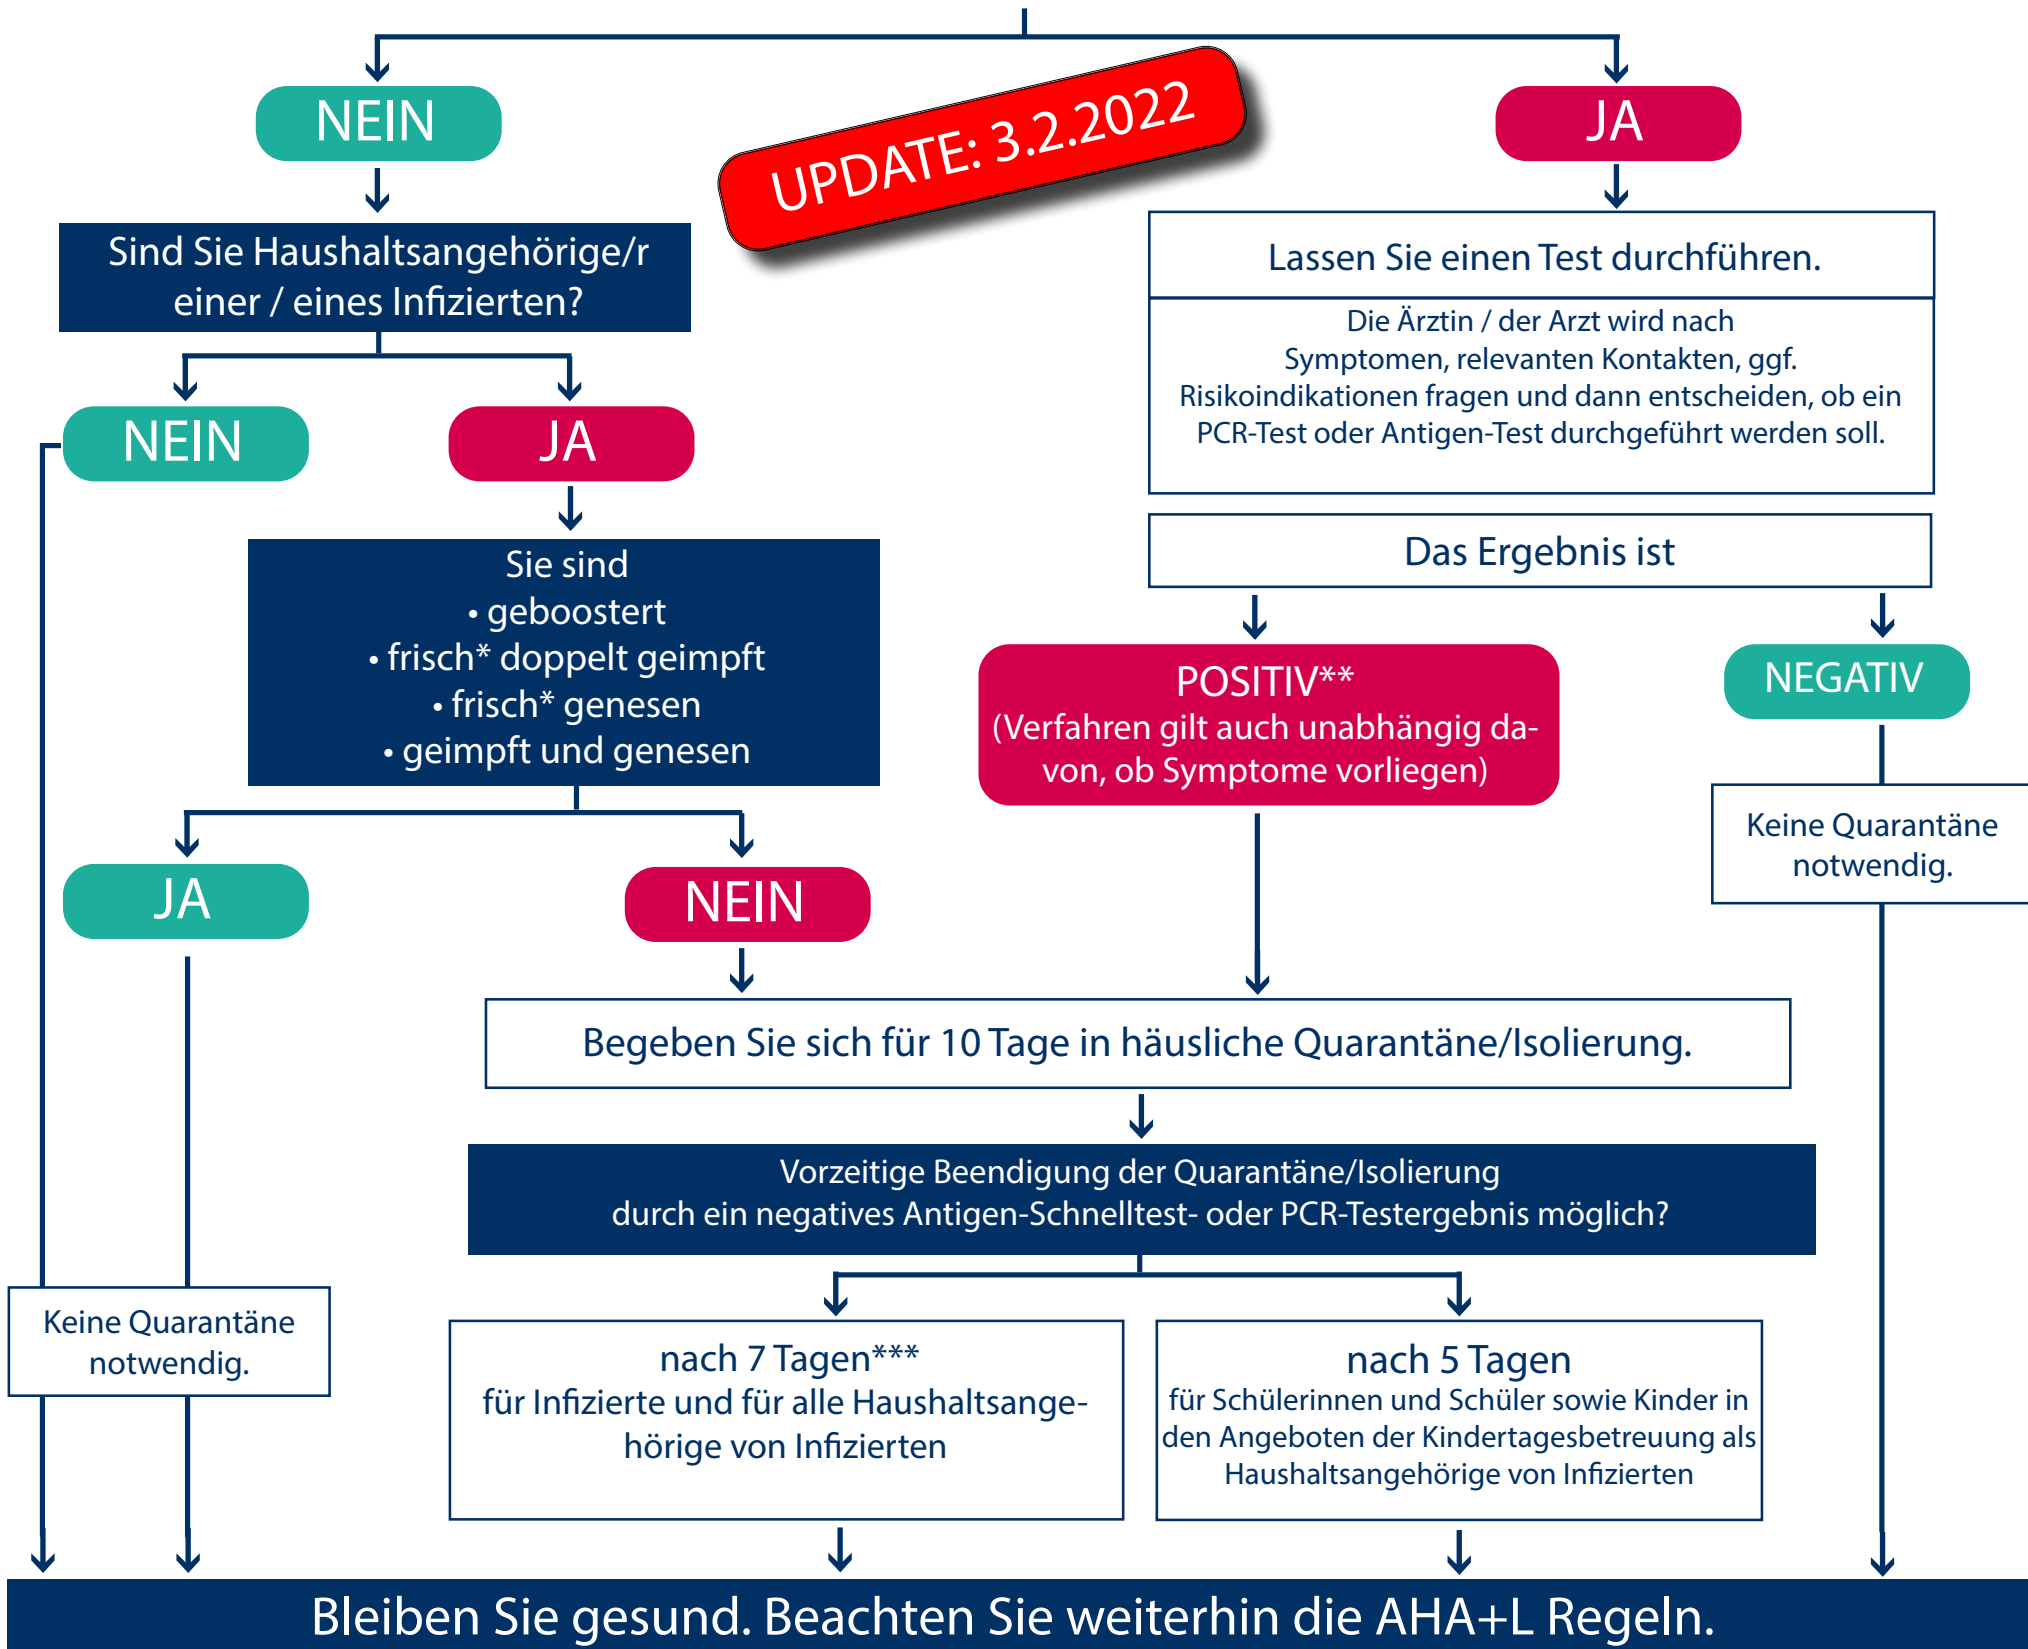 NEIN
UPDATE: 3.2.2022
JA
Sind Sie Haushaltsangehörige/r
einer / eines Infizierten?
Lassen Sie einen Test durchführen.
Die Ärztin / der Arzt wird nach
Symptomen, relevanten Kontakten, ggf.
Risikoindikationen fragen und dann entscheiden, ob ein
PCR-Test oder Antigen-Test durchgeführt werden soll.
NEIN
JA
Das Ergebnis ist
Sie sind
• geboostert
• frisch* doppelt geimpft
• frisch* genesen
• geimpft und genesen
POSITIV**
(Verfahren gilt auch unabhängig da-
von, ob Symptome vorliegen)
NEGATIV
Keine Quarantäne
notwendig.
JA
NEIN
Begeben Sie sich für 10 Tage in häusliche Quarantäne/Isolierung.
Vorzeitige Beendigung der Quarantäne/Isolierung
durch ein negatives Antigen-Schnelltest- oder PCR-Testergebnis möglich?
Keine Quarantäne
notwendig.
nach 7 Tagen***
für Infizierte und für alle Haushaltsange-
hörige von Infizierten
nach 5 Tagen
für Schülerinnen und Schüler sowie Kinder in
den Angeboten der Kindertagesbetreuung als
Haushaltsangehörige von Infizierten
Bleiben Sie gesund. Beachten Sie weiterhin die AHA+L Regeln.